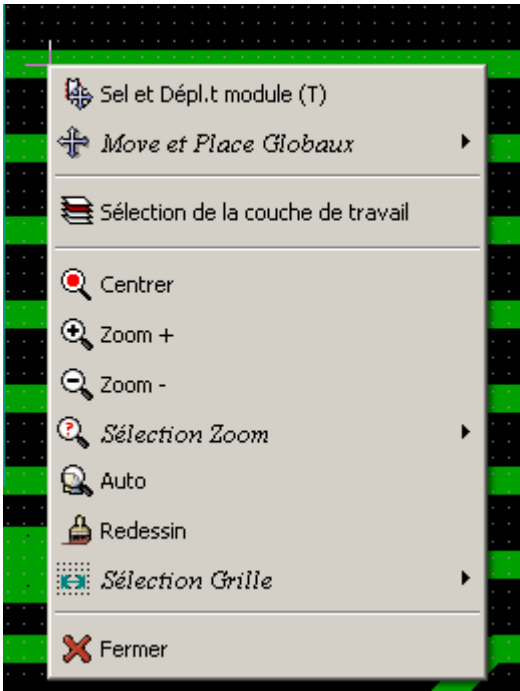 Sel et Dépl.t module (T)
Move et Place Globaux
Sélection de la couche de travail
Centrer
Zoom +
Zoom -
Sélection Zoom
Auto
Redessin
Sélection Grille
Fermer